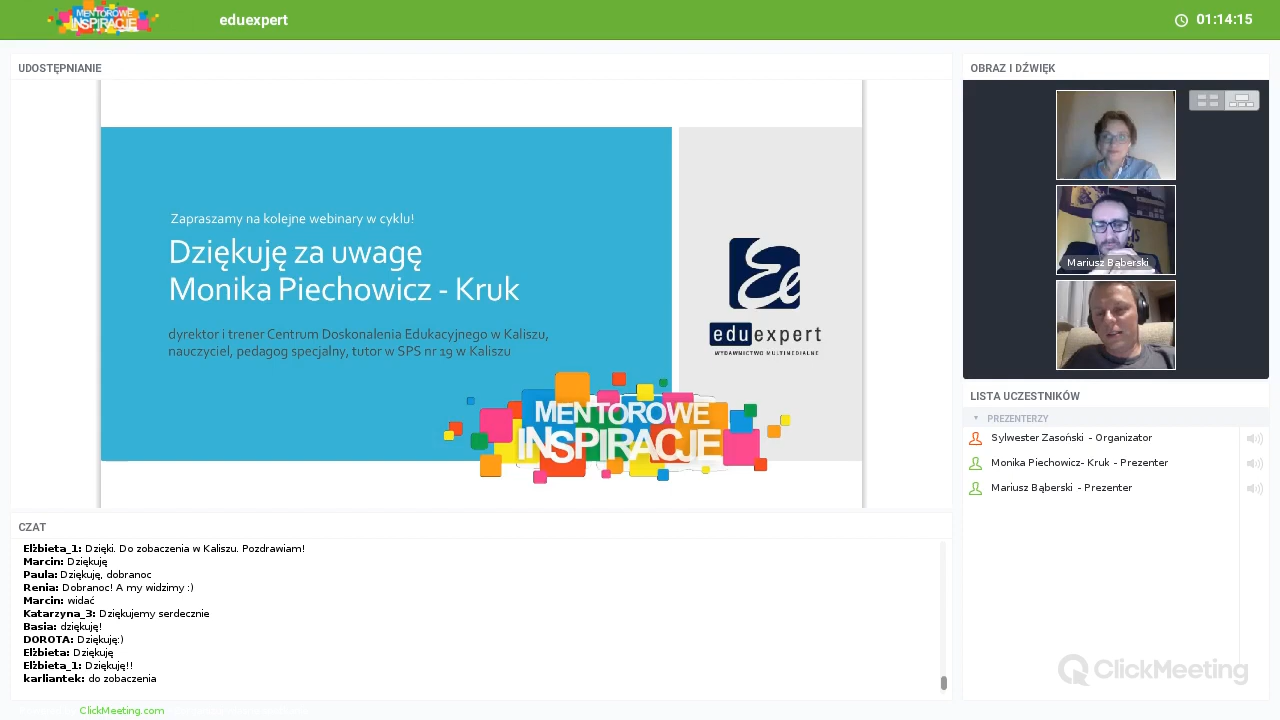 MENTOROWE
INSPIRACJE
eduexpert
01:14:15
UDOSTĘPNIANIE
Zapraszamy na kolejne webinary w cyklu!
Dziękuję za uwagę
Monika Piechowicz - Kruk
dyrektor i trener Centrum Doskonalenia Edukacyjnego w Kaliszu,
nauczyciel, pedagog specjalny, tutor w SPS nr 19 w Kaliszu
Ed
eduexpert
WYDAWNICTWO MULTIMEDIALNE
MENTOROWE
INSPIRACJE
CZAT
Elżbieta_1: Dzięki. Do zobaczenia w Kaliszu. Pozdrawiam!
Marcin: Dziękuję
Paula: Dziękuję, dobranoc
Renia: Dobranoc! A my widzimy :)
Marcin: widać
Katarzyna_3: Dziękujemy serdecznie
Basia: dziękuję!
DOROTA: Dziękuję:)
Elżbieta: Dziękuję
Elżbieta_1: Dziękuję!!
karliantek: do zobaczenia
ClickMeeting.com
OBRAZ I DŹWIĘK
Mariusz Bąberski
LISTA UCZESTNIKÓW
PREZENTERZY
Sylwester Zasoński - Organizator
Monika Piechowicz- Kruk - Prezenter
Mariusz Bąberski - Prezenter
ClickMeeting